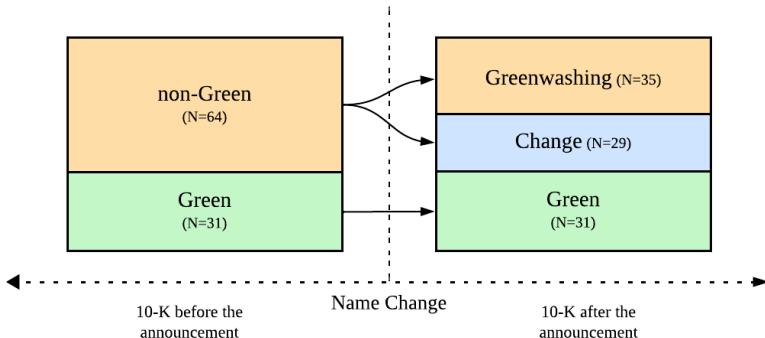 non-Green
(N=64)
Green
(N=31)
Greenwashing (N=35)
Change (N=29)
Green
(N=31)
Name Change
10-K before the
announcement
10-K after the
announcement